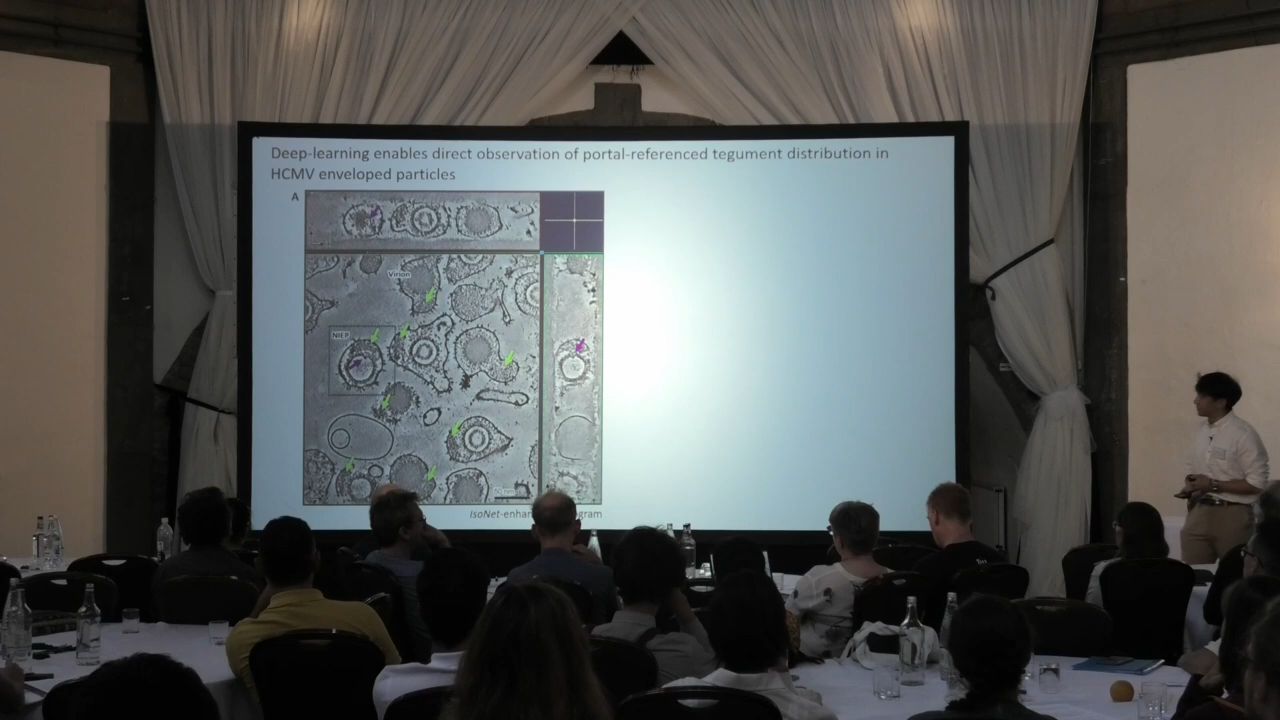 Deep-learning enables direct observation of portal-referenced tegument distribution in
HCMV enveloped particles
A
Virion
NIEP
IsoNet-enhan
gram